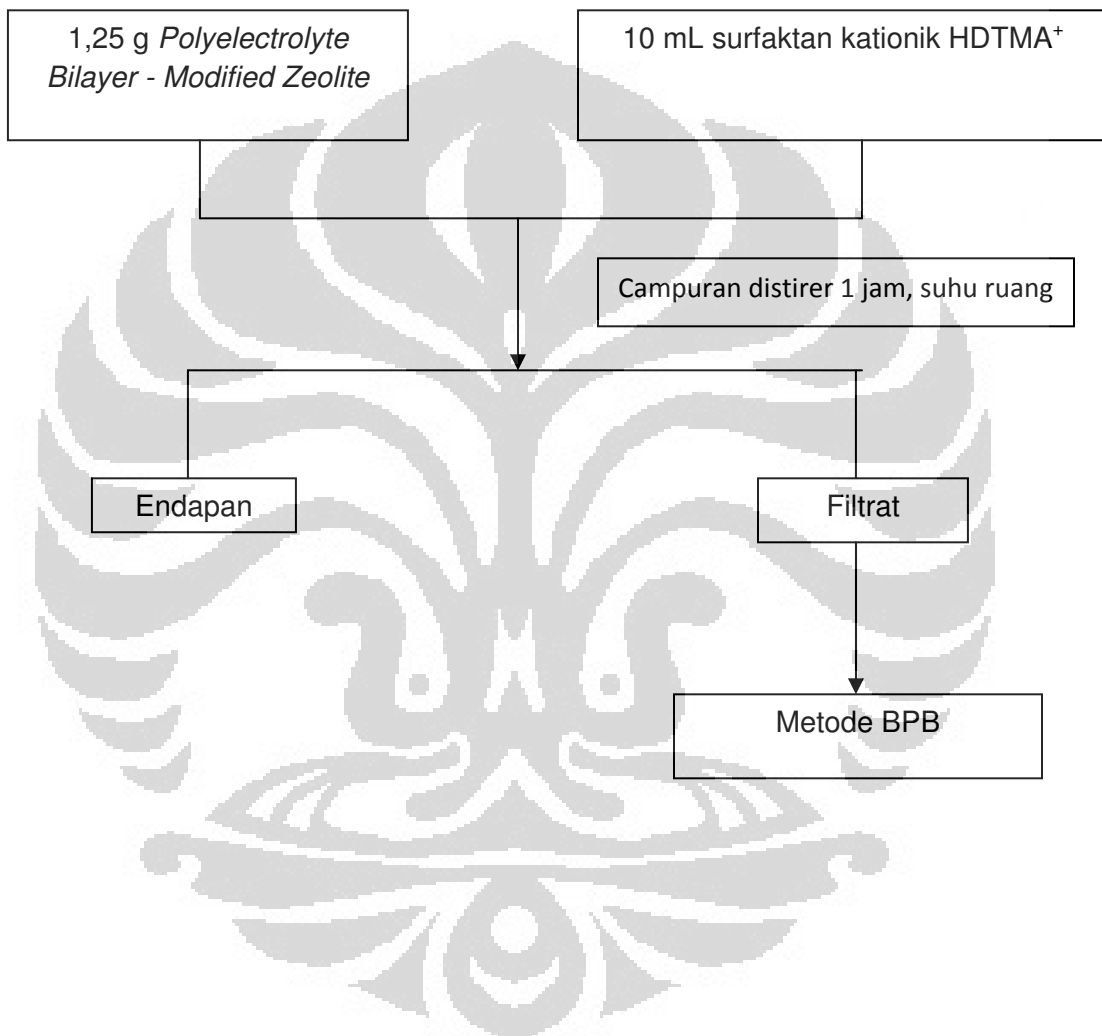 1,25 g Polyelectrolyte
Bilayer - Modified Zeolite
10 mL surfaktan kationik HDTMA⁺
Campuran distirer 1 jam, suhu ruang
Endapan
Filtrat
Metode BPB